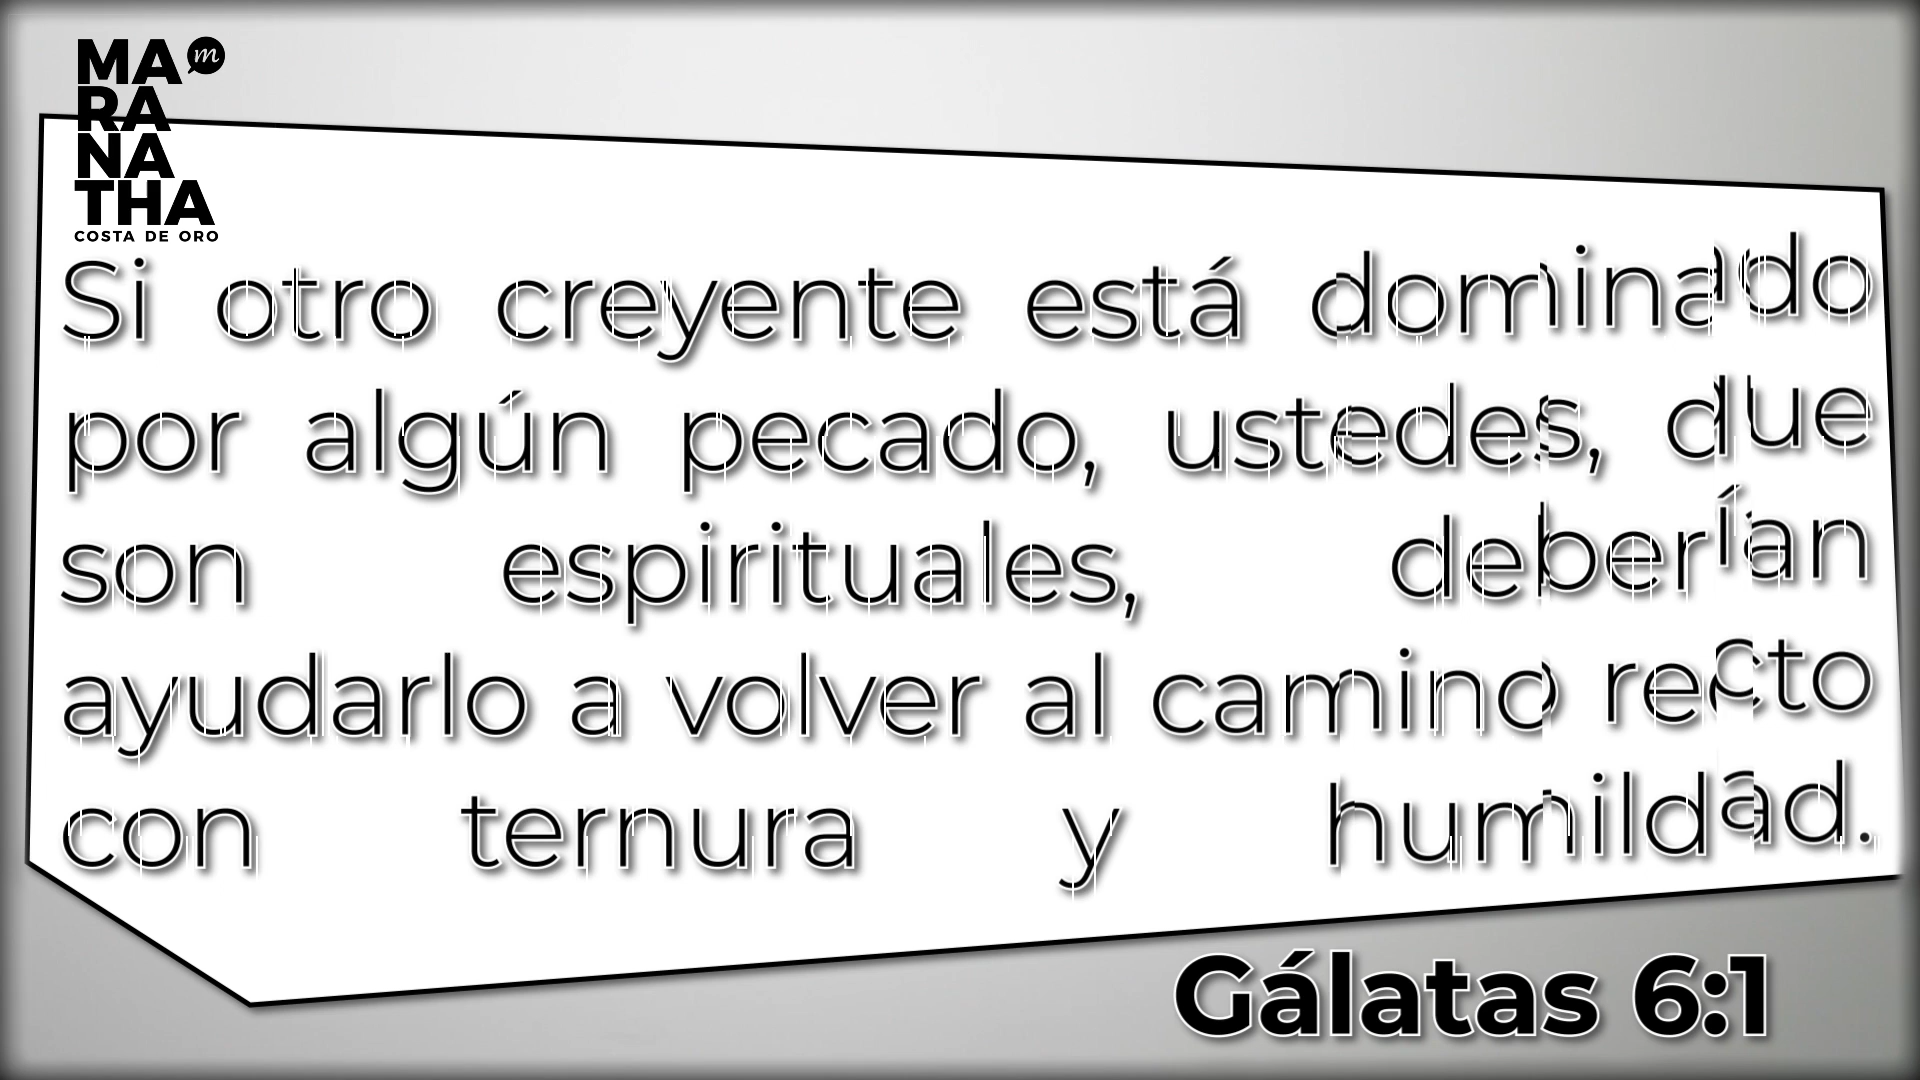 MA
RA
NA
THA
COSTA DE ORO
Si otro creyente está dominado
por algún pecado, ustedes, que
son espirituales, deberían
ayudarlo a volver al camino recto
con ternura y humildad.
Gálatas 6:1